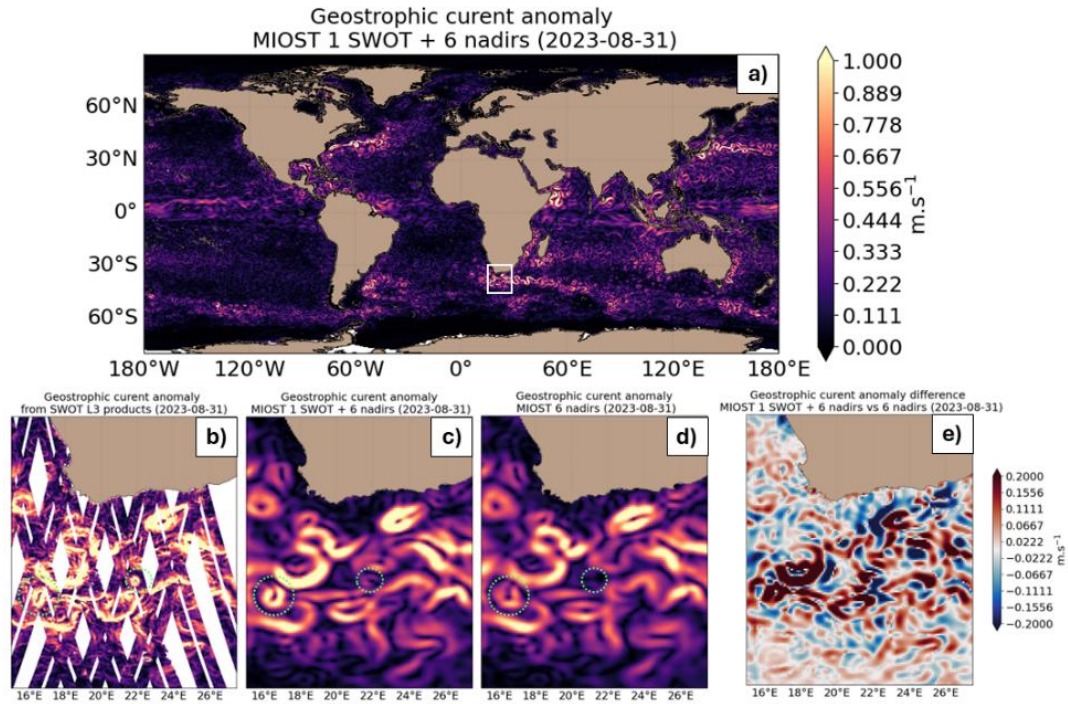 Geostrophic curent anomaly
MIOST 1 SWOT + 6 nadirs (2023-08-31)
a)
60°N
30°N
0°
30°S
60°S
180°W 120°W 60°W 0° 60°E 120°E 180°E
1.000
0.889
0.778
0.667
0.556
0.444
0.333
0.222
0.111
0.000
m.s⁻¹
Geostrophic curent anomaly
from SWOT L3 products (2023-08-31)
b)
16°E 18°E 20°E 22°E 24°E 26°E
Geostrophic curent anomaly
MIOST 1 SWOT + 6 nadirs (2023-08-31)
c)
16°E 18°E 20°E 22°E 24°E 26°E
Geostrophic curent anomaly
MIOST 6 nadirs (2023-08-31)
d)
16°E 18°E 20°E 22°E 24°E 26°E
Geostrophic curent anomaly difference
MIOST 1 SWOT + 6 nadirs vs 6 nadirs (2023-08-31)
e)
16°E 18°E 20°E 22°E 24°E 26°E
0.2000
0.1556
0.1111
0.0667
0.0222
−0.0222
−0.0667
−0.1111
−0.1556
−0.2000
m.s⁻¹